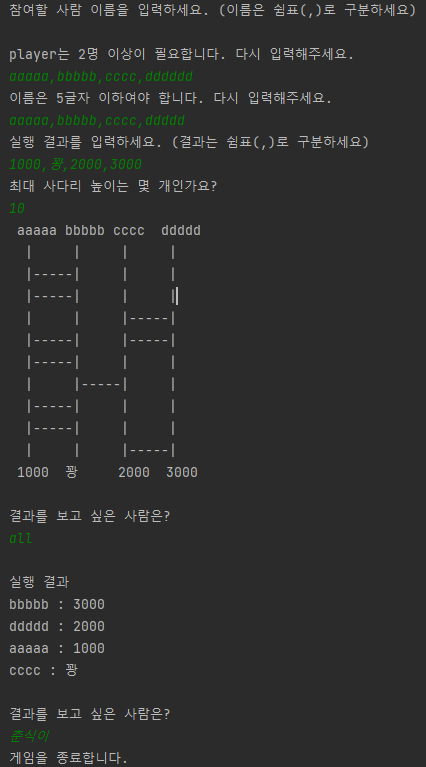 참여할 사람 이름을 입력하세요. (이름은 쉼표(,)로 구분하세요)
player는 2명 이상이 필요합니다. 다시 입력해주세요.
aaaaa,bbbbb,cccc,dddddd
이름은 5글자 이하여야 합니다. 다시 입력해주세요.
aaaaa,bbbbb,cccc,ddddd
실행 결과를 입력하세요. (결과는 쉼표(,)로 구분하세요)
1000,꽝,2000,3000
최대 사다리 높이는 몇 개인가요?
10
aaaaa bbbbb cccc  ddddd
|     |     |     |
|-----|     |     |
|-----|     |     |
|     |     |-----|
|-----|     |-----|
|-----|     |     |
|     |-----|     |
|-----|     |     |
|-----|     |     |
|     |     |-----|
1000  꽝    2000  3000
결과를 보고 싶은 사람은?
all
실행 결과
bbbbb : 3000
ddddd : 2000
aaaaa : 1000
cccc : 꽝
결과를 보고 싶은 사람은?
춘식이
게임을 종료합니다.